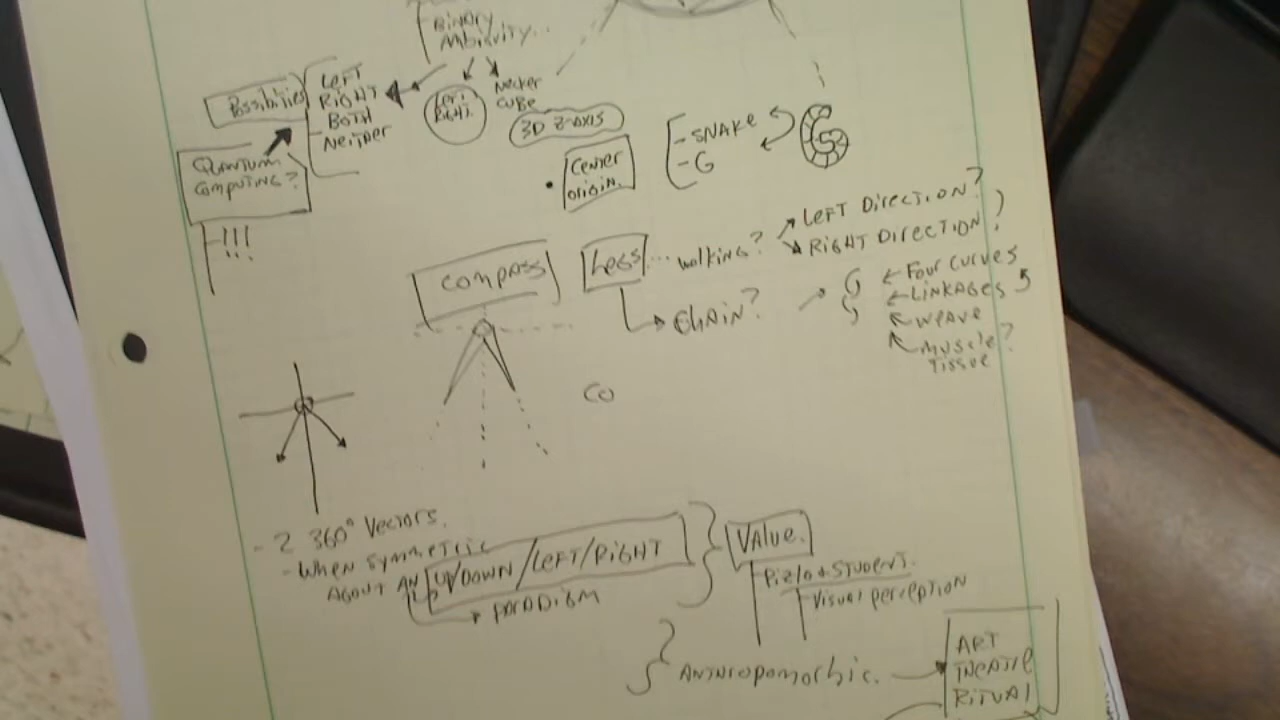 BINARY
AMBIGUITY...
LEFT
RIGHT
BOTH
NEITHER
POSSIBITIES
LEFT
RIGHT.
NECKER
CUBE
3D Z-AXIS
QUANTUM
COMPUTING?
!!!
CENTER
ORIGIN.
- SNAKE
- G
COMPASS
LEGS ... walking?
LEFT DIRECTION?
RIGHT DIRECTION?
CHAIN?
FOUR CURVES
LINKAGES
WEAVE
MUSCLE?
TISSUE
CO
- 2 360° VECTORS.
- WHEN SYMMETRIC
ABOUT AN UP/DOWN/LEFT/RIGHT
PARADIGM
VALUE.
STUDENT.
VISUAL PERCEPTION
ANTHROPOMORPHIC.
ART
THEATRE
RITUAL